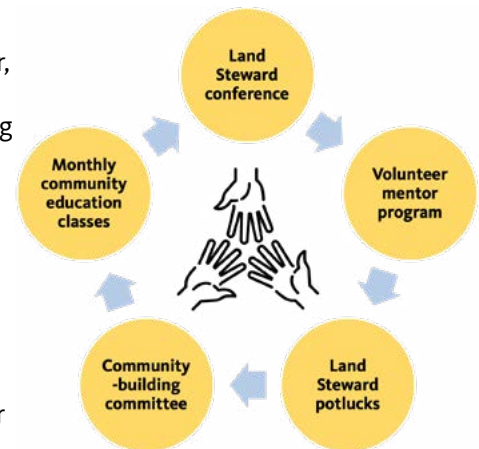 Land
Steward
conference
r,
g
Monthly
community
education
classes
Volunteer
mentor
program
Community
-building
committee
Land
Steward
potlucks
r